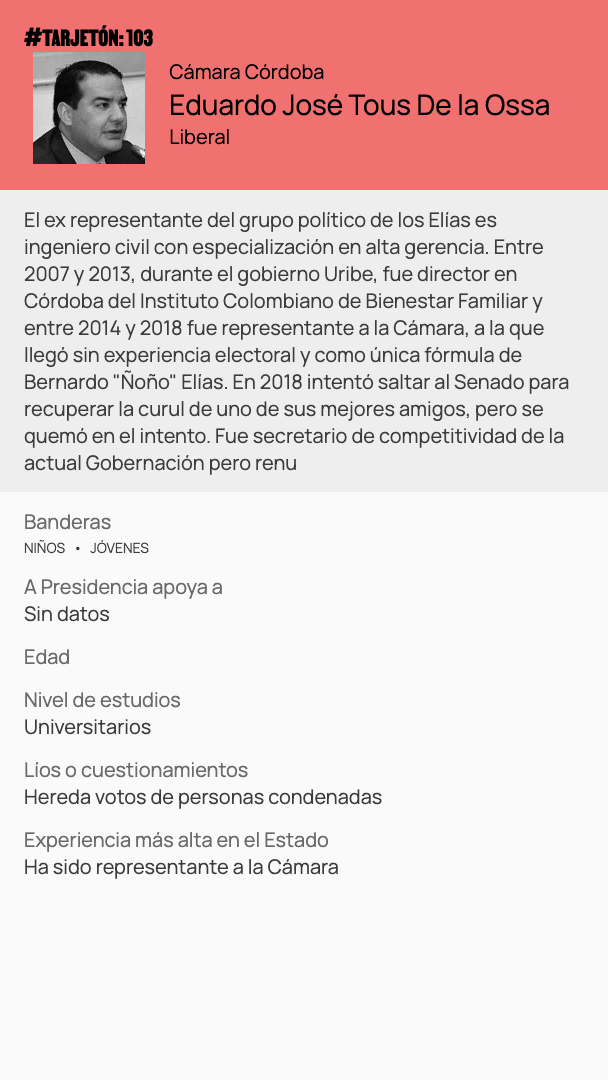 #TARJETÓN: 103
Cámara Córdoba
Eduardo José Tous De la Ossa
Liberal
El ex representante del grupo político de los Elías es
ingeniero civil con especialización en alta gerencia. Entre
2007 y 2013, durante el gobierno Uribe, fue director en
Córdoba del Instituto Colombiano de Bienestar Familiar y
entre 2014 y 2018 fue representante a la Cámara, a la que
llegó sin experiencia electoral y como única fórmula de
Bernardo "Ñoño" Elías. En 2018 intentó saltar al Senado para
recuperar la curul de uno de sus mejores amigos, pero se
quemó en el intento. Fue secretario de competitividad de la
actual Gobernación pero renu
Banderas
NIÑOS • JÓVENES
A Presidencia apoya a
Sin datos
Edad
Nivel de estudios
Universitarios
Líos o cuestionamientos
Hereda votos de personas condenadas
Experiencia más alta en el Estado
Ha sido representante a la Cámara